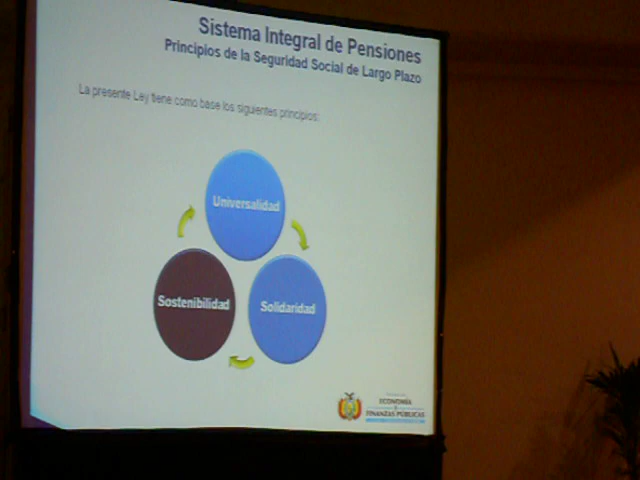 Sistema Integral de Pensiones
Principios de la Seguridad Social de Largo Plazo
La presente Ley tiene como base los siguientes principios:
Universalidad
Sostenibilidad
Solidaridad
ECONOMÍA
FINANZAS PÚBLICAS